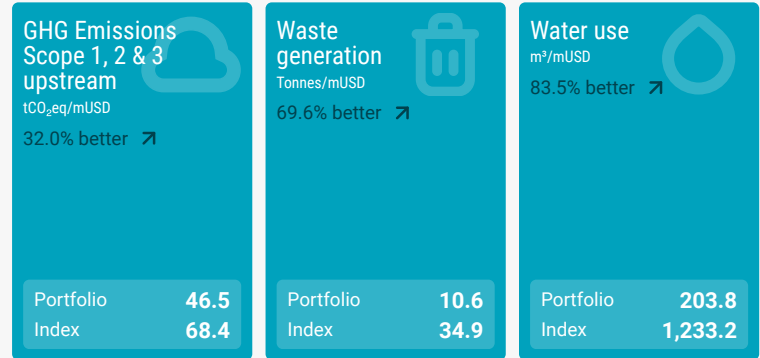 GHG Emissions
Scope 1, 2 & 3
upstream
tCO₂eq/mUSD
32.0% better
Portfolio 46.5
Index 68.4
Waste
generation
Tonnes/mUSD
69.6% better
Portfolio 10.6
Index 34.9
Water use
m³/mUSD
83.5% better
Portfolio 203.8
Index 1,233.2